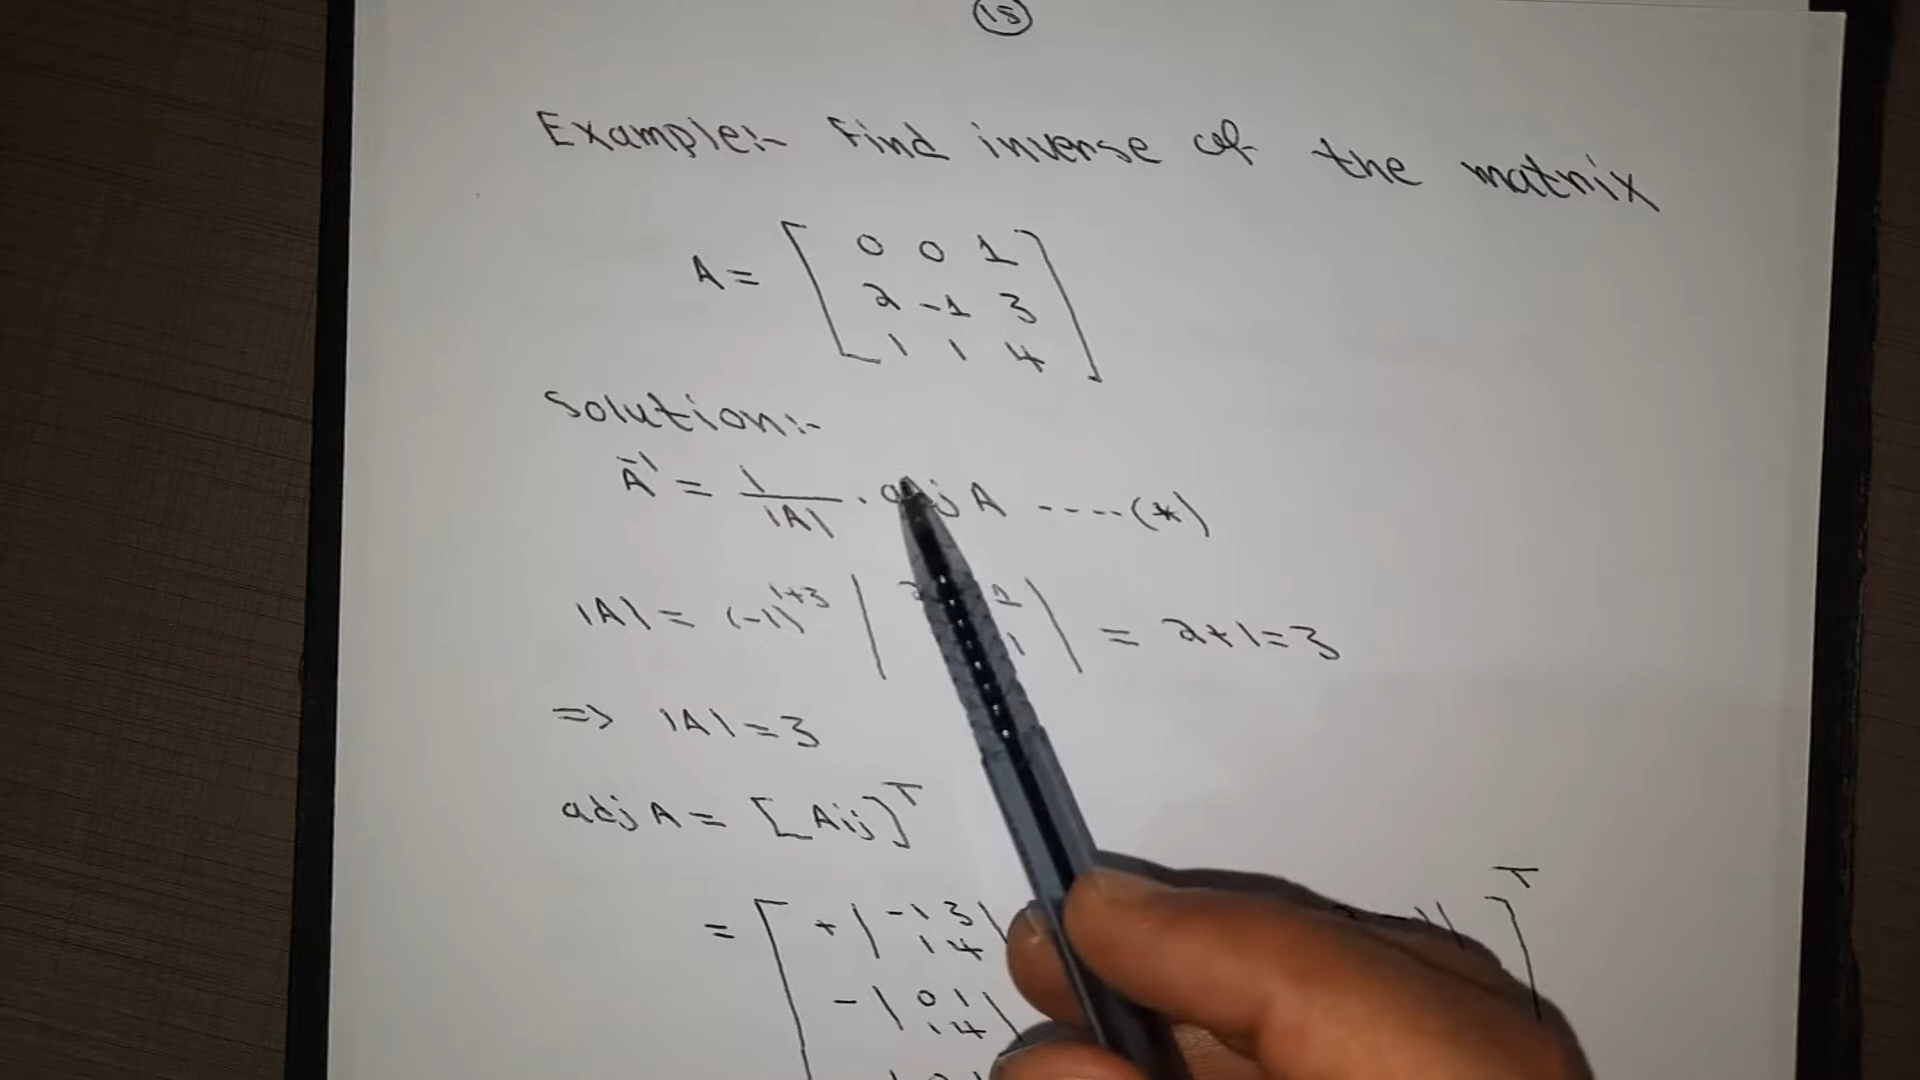 15
Example:- Find inverse of the matrix
A = [ 0 0 1
2 -1 3
1 1 4 ]
Solution:-
A⁻¹ = 1/|A| . adj A ----(*)
|A| = (-1)¹⁺³ | | = 2+1=3
=> |A| = 3
adj A = [Aij]ᵀ
= [ +| -1 3 | ]ᵀ
1 4
-| 0 1 |
1 4